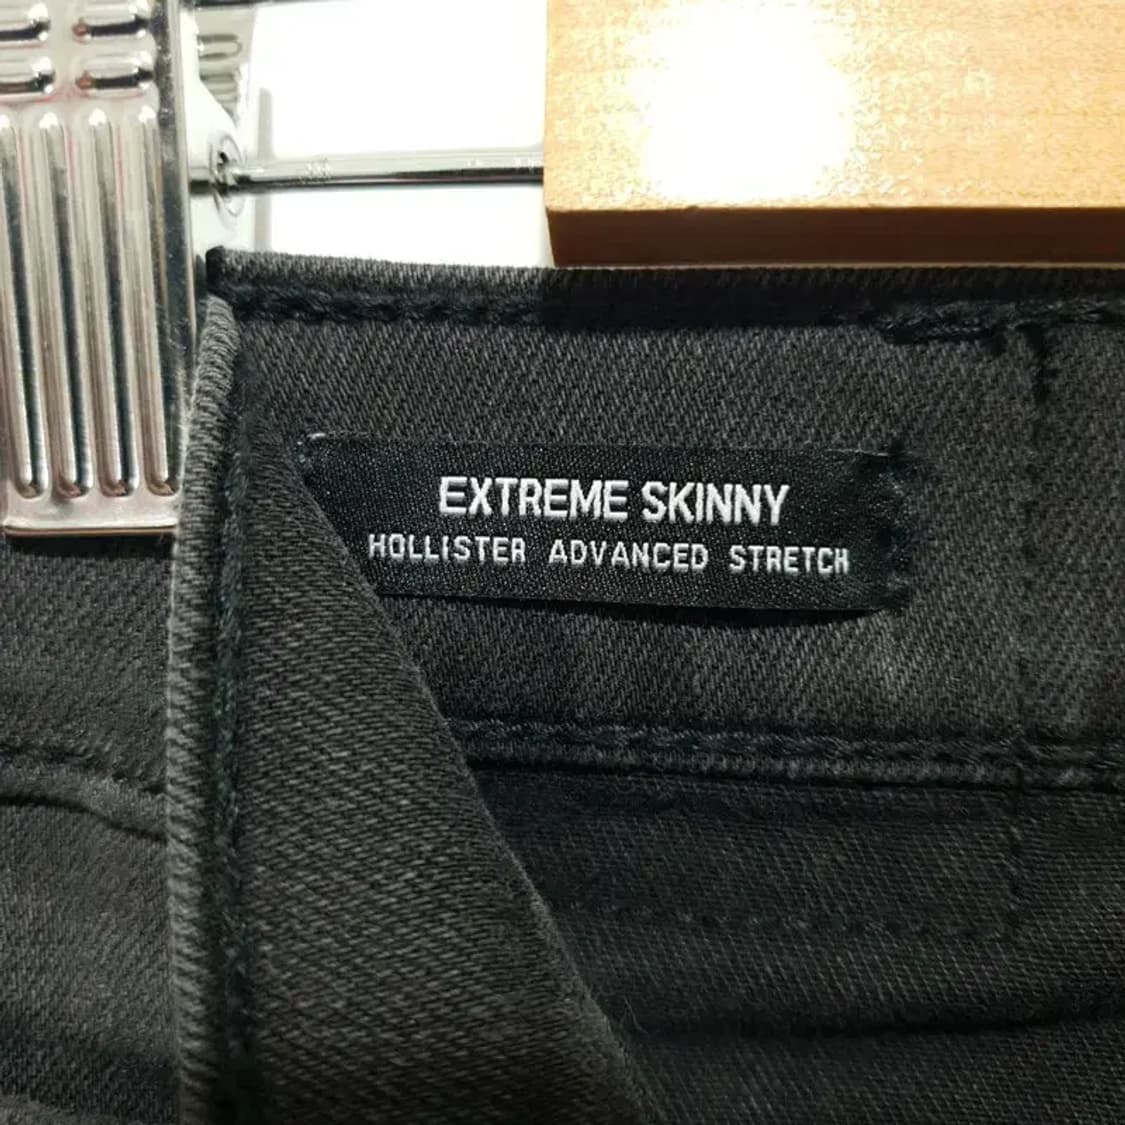 EXTREME SKINNY
HOLLISTER ADVANCED STRETCH